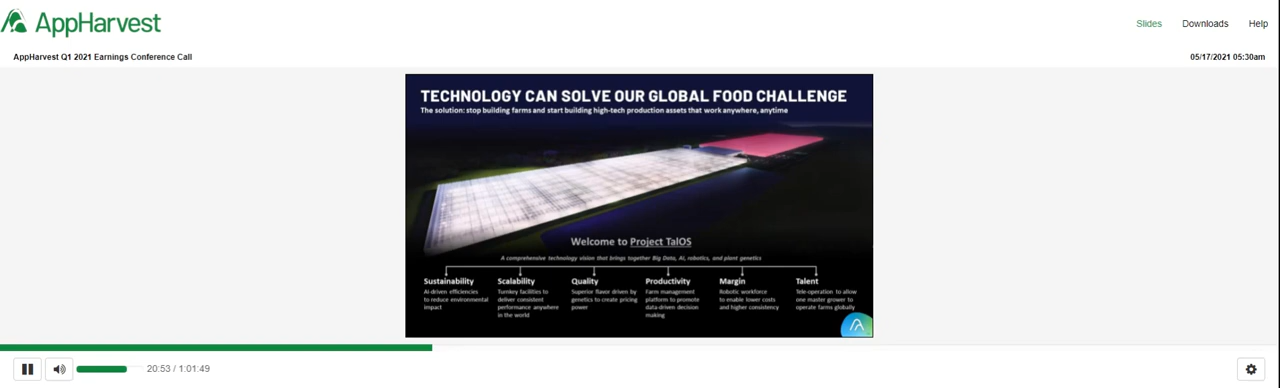 AppHarvest
Slides Downloads Help
AppHarvest Q1 2021 Earnings Conference Call
05/17/2021 05:30am
TECHNOLOGY CAN SOLVE OUR GLOBAL FOOD CHALLENGE
The solution: stop building farms and start building high-tech production assets that work anywhere, anytime
Welcome to Project TalOS
A comprehensive technology vision that brings together Big Data, AI, robotics, and plant genetics
Sustainability
AI-driven efficiencies
to reduce environmental
impact
Scalability
Turnkey facilities to
deliver consistent
performance anywhere
in the world
Quality
Superior flavor driven by
genetics to create pricing
power
Productivity
Farm management
platform to promote
data-driven decision
making
Margin
Robotic workforce
to enable lower costs
and higher consistency
Talent
Tele-operation to allow
one master grower to
operate farms globally
20:53 / 1:01:49